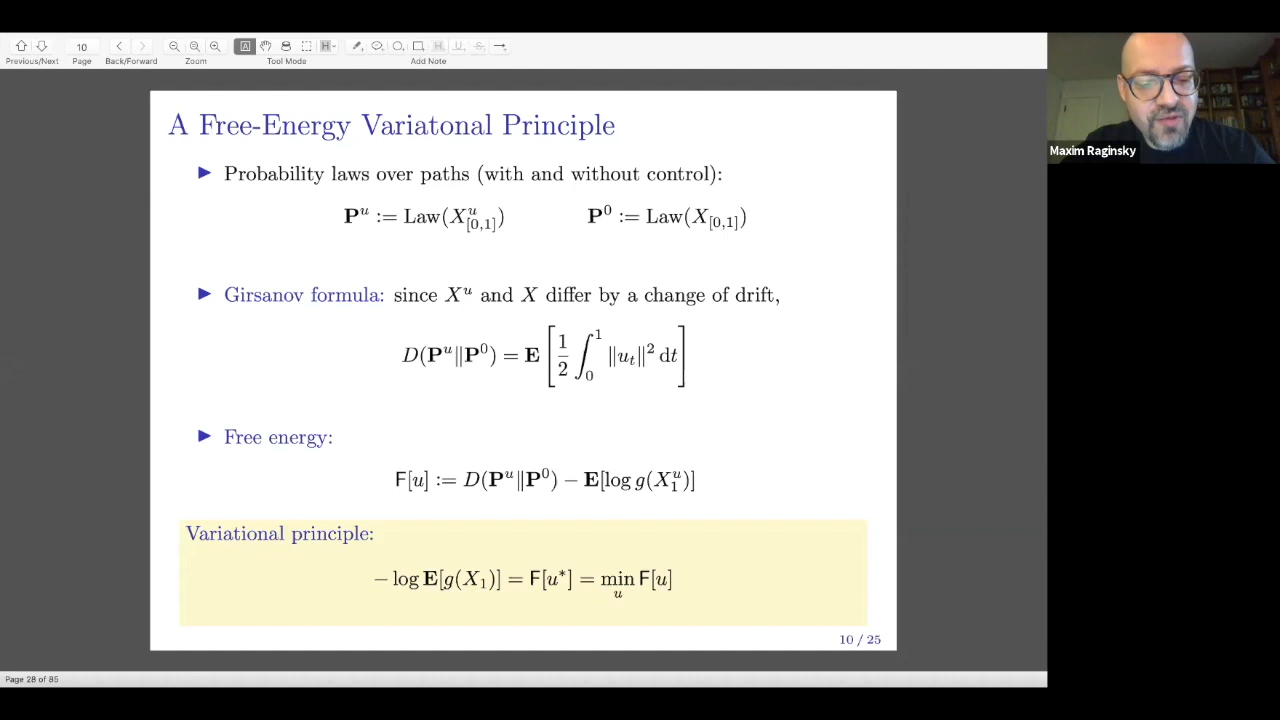 10
Previous/Next Page Back/Forward Zoom Tool Mode Add Note
Maxim Raginsky
A Free-Energy Variatonal Principle
▶ Probability laws over paths (with and without control):
P^u := Law(X^u_{[0,1]}) P^0 := Law(X_{[0,1]})
▶ Girsanov formula: since X^u and X differ by a change of drift,
D(P^u‖P^0) = E[1/2 ∫_0^1 ‖u_t‖^2 dt]
▶ Free energy:
F[u] := D(P^u‖P^0) − E[log g(X_1^u)]
Variational principle:
− log E[g(X_1)] = F[u*] = min_u F[u]
10 / 25
Page 28 of 85